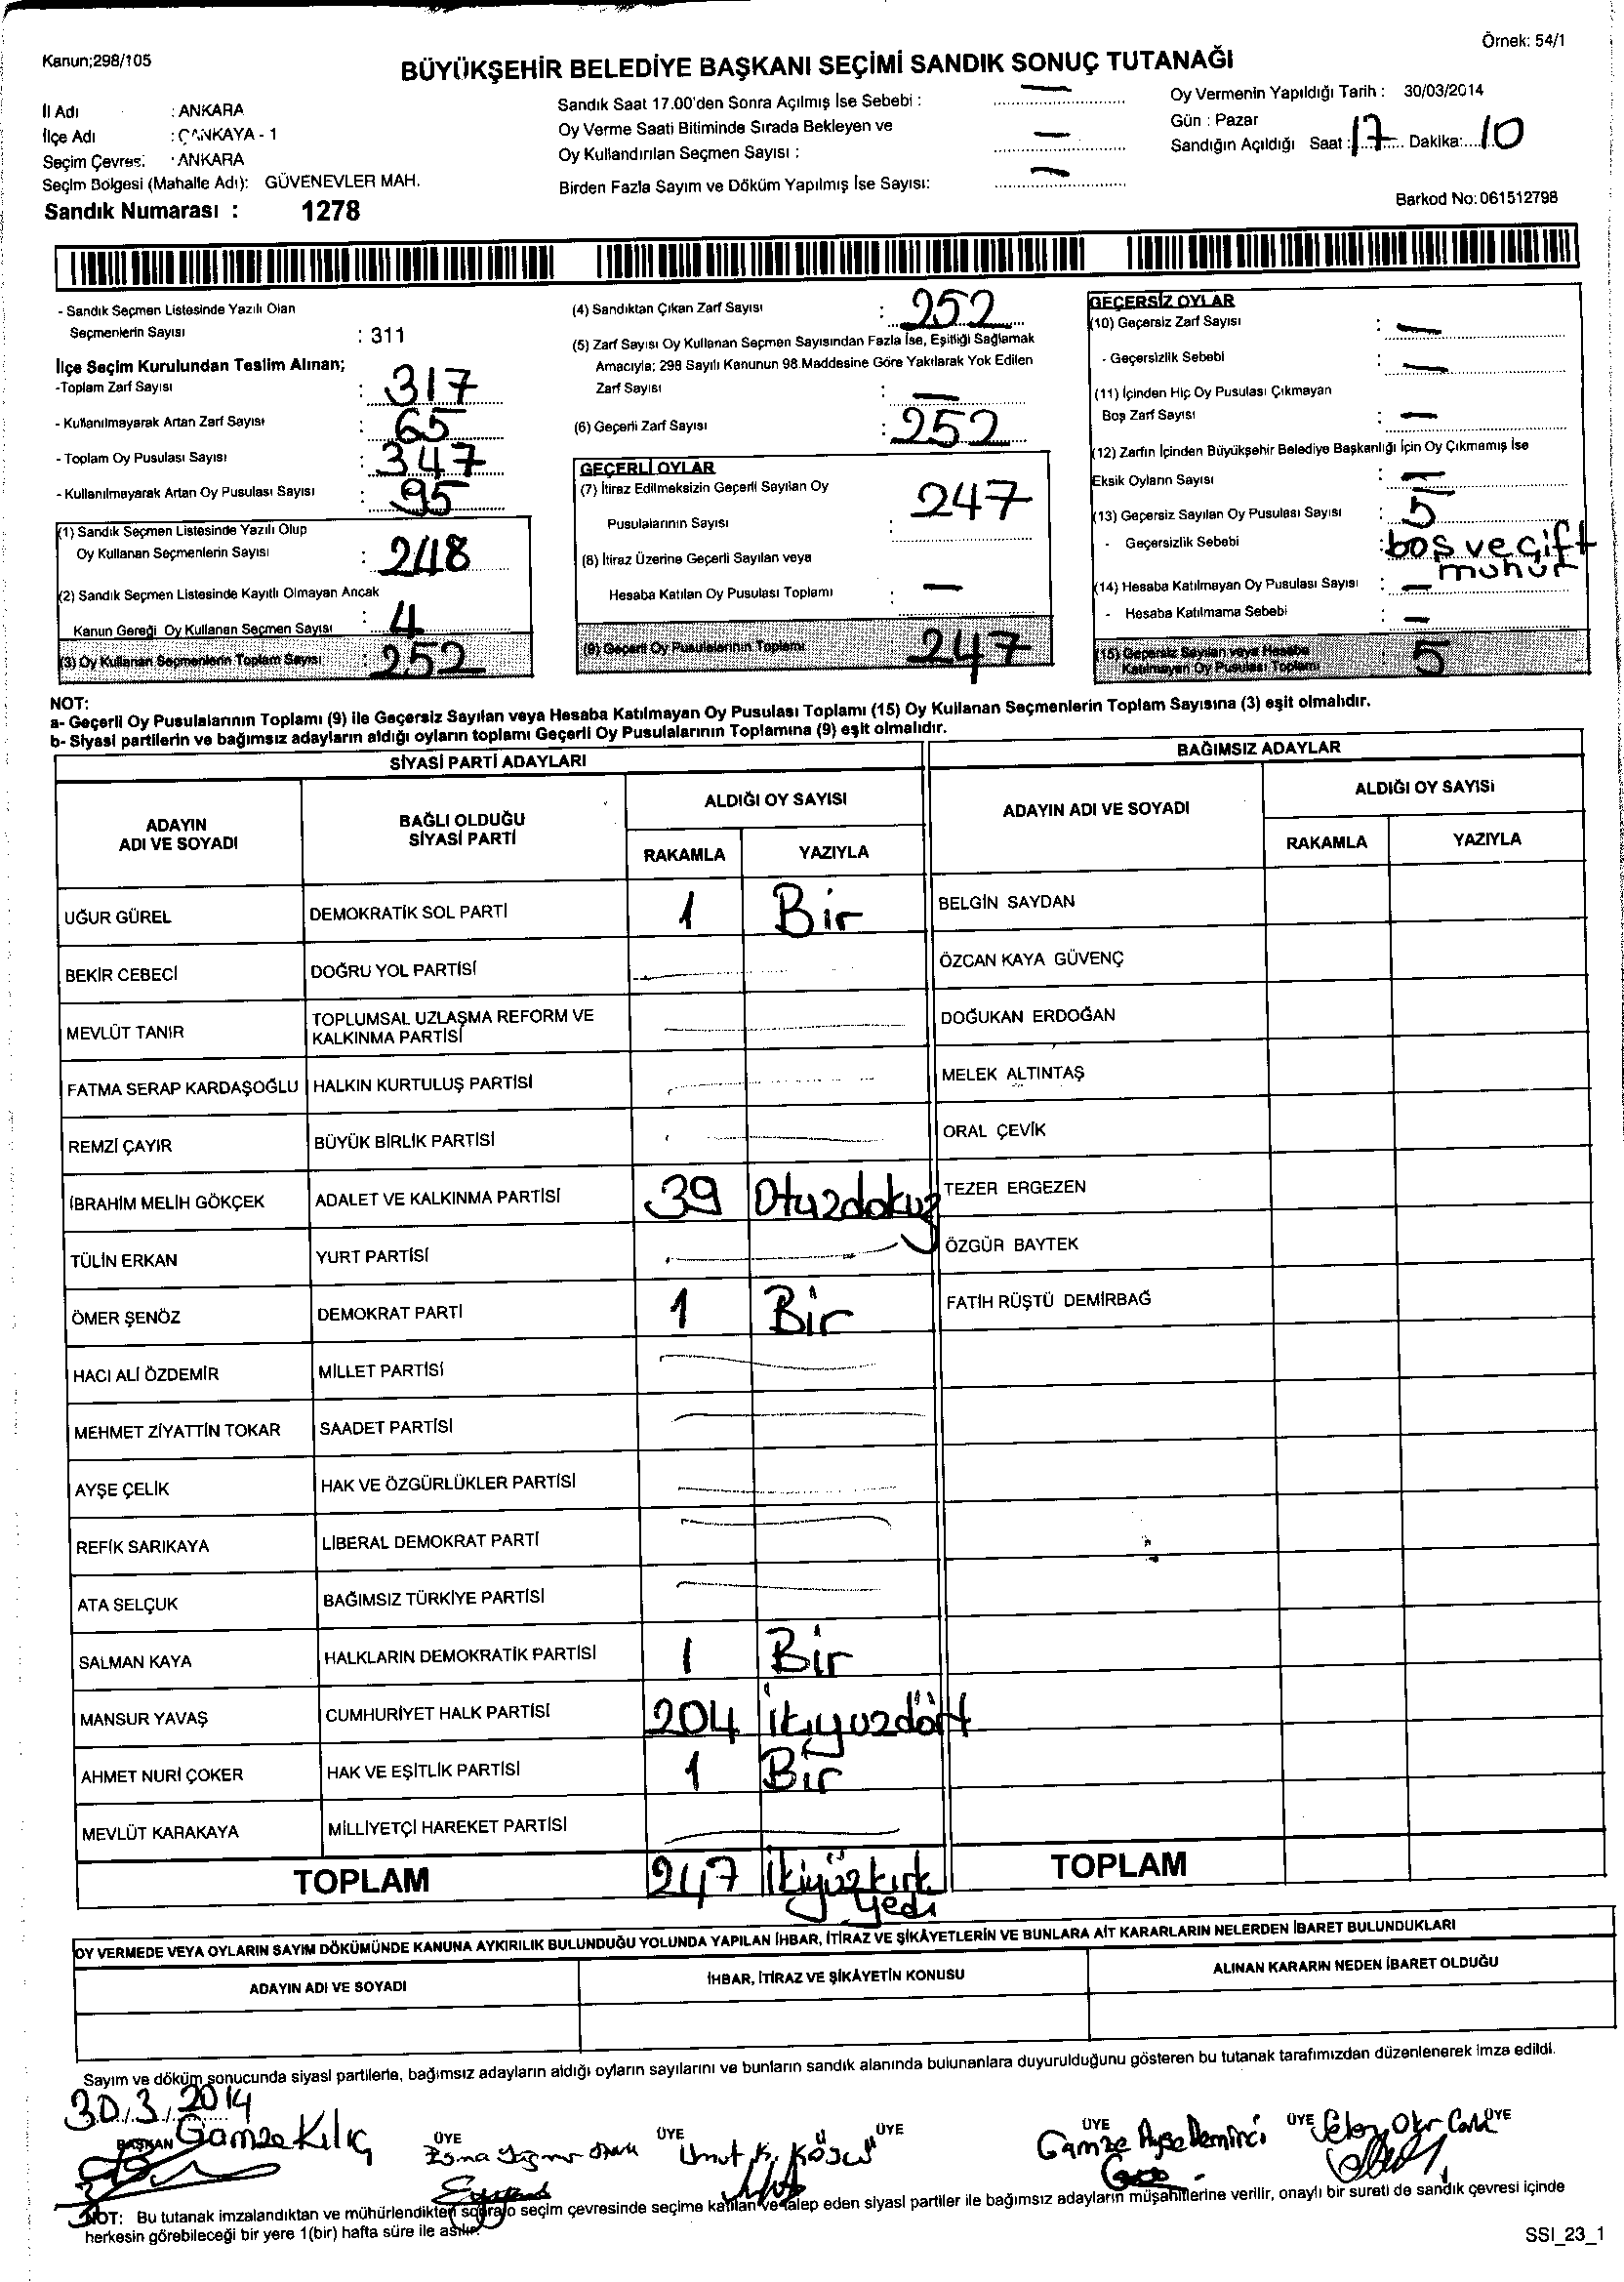 Kanun;298/105
Örnek: 54/1
BÜYÜKŞEHİR BELEDİYE BAŞKANI SEÇİMİ SANDIK SONUÇ TUTANAĞI
İl Adı : ANKARA
İlçe Adı : ÇANKAYA - 1
Seçim Çevresi : ANKARA
Seçim Bölgesi (Mahalle Adı): GÜVENEVLER MAH.
Sandık Numarası : 1278
Sandık Saat 17.00'den Sonra Açılmış İse Sebebi : —
Oy Verme Saati Bitiminde Sırada Bekleyen ve
Oy Kullandırılan Seçmen Sayısı : —
Birden Fazla Sayım ve Döküm Yapılmış İse Sayısı: —
Oy Vermenin Yapıldığı Tarih : 30/03/2014
Gün : Pazar
Sandığın Açıldığı Saat : 17 Dakika: 10
Barkod No: 061512798
- Sandık Seçmen Listesinde Yazılı Olan
Seçmenlerin Sayısı : 311
İlçe Seçim Kurulundan Teslim Alınan;
-Toplam Zarf Sayısı : 317
- Kullanılmayarak Artan Zarf Sayısı : 65
- Toplam Oy Pusulası Sayısı : 347
- Kullanılmayarak Artan Oy Pusulası Sayısı : 95
(1) Sandık Seçmen Listesinde Yazılı Olup
Oy Kullanan Seçmenlerin Sayısı : 248
(2) Sandık Seçmen Listesinde Kayıtlı Olmayan Ancak
Kanun Gereği Oy Kullanan Seçmen Sayısı : 4
(3) Oy Kullanan Seçmenlerin Toplam Sayısı : 252
(4) Sandıktan Çıkan Zarf Sayısı : 252
(5) Zarf Sayısı Oy Kullanan Seçmen Sayısından Fazla İse, Eşitliği Sağlamak
Amacıyla; 298 Sayılı Kanunun 98.Maddesine Göre Yakılarak Yok Edilen
Zarf Sayısı : —
(6) Geçerli Zarf Sayısı : 252
GEÇERLİ OYLAR
(7) İtiraz Edilmeksizin Geçerli Sayılan Oy
Pusulalarının Sayısı : 247
(8) İtiraz Üzerine Geçerli Sayılan veya
Hesaba Katılan Oy Pusulası Toplamı : —
(9) Geçerli Oy Pusulalarının Toplamı 247
GEÇERSİZ OYLAR
(10) Geçersiz Zarf Sayısı : —
- Geçersizlik Sebebi : —
(11) İçinden Hiç Oy Pusulası Çıkmayan
Boş Zarf Sayısı : —
(12) Zarfın İçinden Büyükşehir Belediye Başkanlığı İçin Oy Çıkmamış İse
Eksik Oyların Sayısı : —
(13) Geçersiz Sayılan Oy Pusulası Sayısı : 5
- Geçersizlik Sebebi : boş ve çift
mühür
(14) Hesaba Katılmayan Oy Pusulası Sayısı : —
- Hesaba Katılmama Sebebi : —
(15) Geçersiz Sayılan veya Hesaba
Katılmayan Oy Pusulası Toplamı 5
NOT:
a- Geçerli Oy Pusulalarının Toplamı (9) ile Geçersiz Sayılan veya Hesaba Katılmayan Oy Pusulası Toplamı (15) Oy Kullanan Seçmenlerin Toplam Sayısına (3) eşit olmalıdır.
b- Siyasi partilerin ve bağımsız adayların aldığı oyların toplamı Geçerli Oy Pusulalarının Toplamına (9) eşit olmalıdır.
SİYASİ PARTİ ADAYLARI
BAĞIMSIZ ADAYLAR
ADAYIN
ADI VE SOYADI
BAĞLI OLDUĞU
SİYASİ PARTİ
ALDIĞI OY SAYISI
RAKAMLA YAZIYLA
ADAYIN ADI VE SOYADI
ALDIĞI OY SAYISI
RAKAMLA YAZIYLA
UĞUR GÜREL DEMOKRATİK SOL PARTİ 1 Bir BELGİN SAYDAN
BEKİR CEBECİ DOĞRU YOL PARTİSİ ÖZCAN KAYA GÜVENÇ
MEVLÜT TANIR TOPLUMSAL UZLAŞMA REFORM VE
KALKINMA PARTİSİ DOĞUKAN ERDOĞAN
FATMA SERAP KARDAŞOĞLU HALKIN KURTULUŞ PARTİSİ MELEK ALTINTAŞ
REMZİ ÇAYIR BÜYÜK BİRLİK PARTİSİ ORAL ÇEVİK
İBRAHİM MELİH GÖKÇEK ADALET VE KALKINMA PARTİSİ 39 Otuzdokuz TEZER ERGEZEN
TÜLİN ERKAN YURT PARTİSİ ÖZGÜR BAYTEK
ÖMER ŞENÖZ DEMOKRAT PARTİ 1 Bir FATİH RÜŞTÜ DEMİRBAĞ
HACI ALİ ÖZDEMİR MİLLET PARTİSİ
MEHMET ZİYATTİN TOKAR SAADET PARTİSİ
AYŞE ÇELİK HAK VE ÖZGÜRLÜKLER PARTİSİ
REFİK SARIKAYA LİBERAL DEMOKRAT PARTİ
ATA SELÇUK BAĞIMSIZ TÜRKİYE PARTİSİ
SALMAN KAYA HALKLARIN DEMOKRATİK PARTİSİ 1 Bir
MANSUR YAVAŞ CUMHURİYET HALK PARTİSİ 204 İkiyüzdört
AHMET NURİ ÇOKER HAK VE EŞİTLİK PARTİSİ 1 Bir
MEVLÜT KARAKAYA MİLLİYETÇİ HAREKET PARTİSİ
TOPLAM 247 İkiyüzkırk
yedi TOPLAM
OY VERMEDE VEYA OYLARIN SAYIM DÖKÜMÜNDE KANUNA AYKIRILIK BULUNDUĞU YOLUNDA YAPILAN İHBAR, İTİRAZ VE ŞİKÂYETLERİN VE BUNLARA AİT KARARLARIN NELERDEN İBARET BULUNDUKLARI
ADAYIN ADI VE SOYADI İHBAR, İTİRAZ VE ŞİKÂYETİN KONUSU ALINAN KARARIN NEDEN İBARET OLDUĞU
Sayım ve döküm sonucunda siyasi partilerle, bağımsız adayların aldığı oyların sayılarını ve bunların sandık alanında bulunanlara duyurulduğunu gösteren bu tutanak tarafımızdan düzenlenerek imza edildi.
30/3/2014
BAŞKAN Gamze Kılıç ÜYE ÜYE Umut K. Köscü ÜYE ÜYE Gamze Ayşe Demirci ÜYE ÜYE
NOT: Bu tutanak imzalandıktan ve mühürlendikten sonra o seçim çevresinde seçime katılan ve talep eden siyasi partiler ile bağımsız adayların müşahitlerine verilir, onaylı bir sureti de sandık çevresi içinde
herkesin görebileceği bir yere 1(bir) hafta süre ile asılır.
SSI_23_1